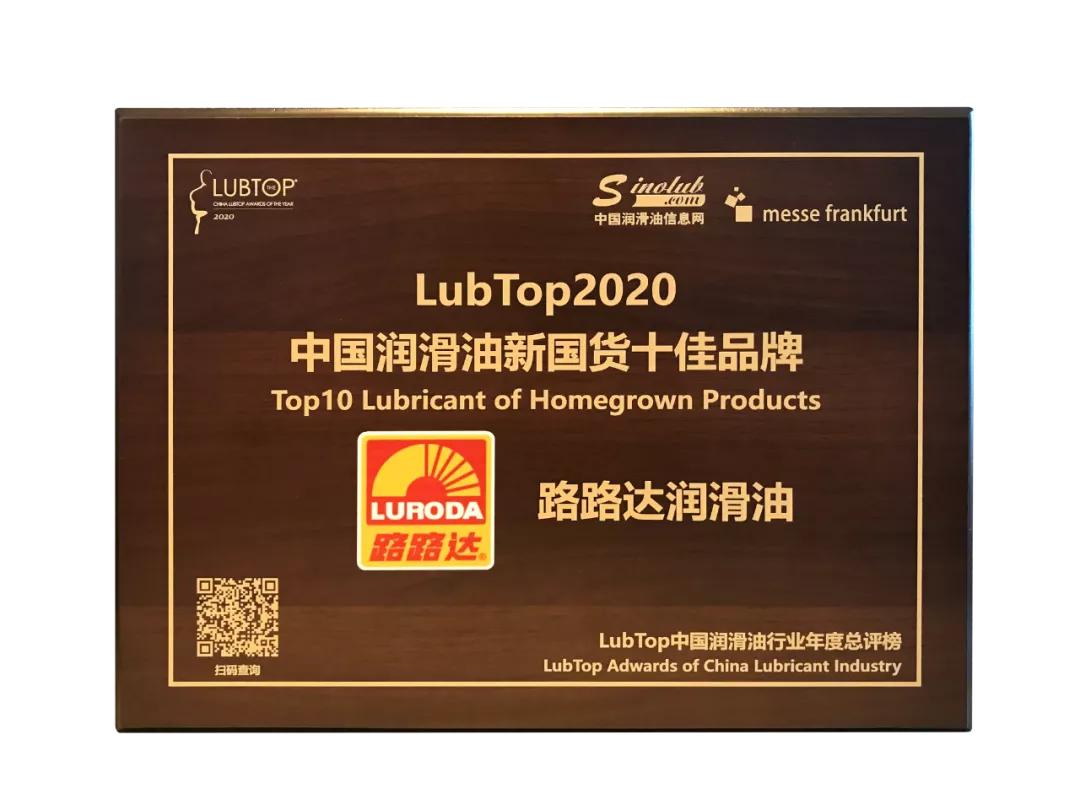 LUBTOP®
THE
CHINA LUBTOP AWARDS OF THE YEAR
2020
Sinolub
.com
中国润滑油信息网
messe frankfurt
LubTop2020
中国润滑油新国货十佳品牌
Top10 Lubricant of Homegrown Products
LURODA
路路达®
路路达润滑油
扫码查询
LubTop中国润滑油行业年度总评榜
LubTop Adwards of China Lubricant Industry